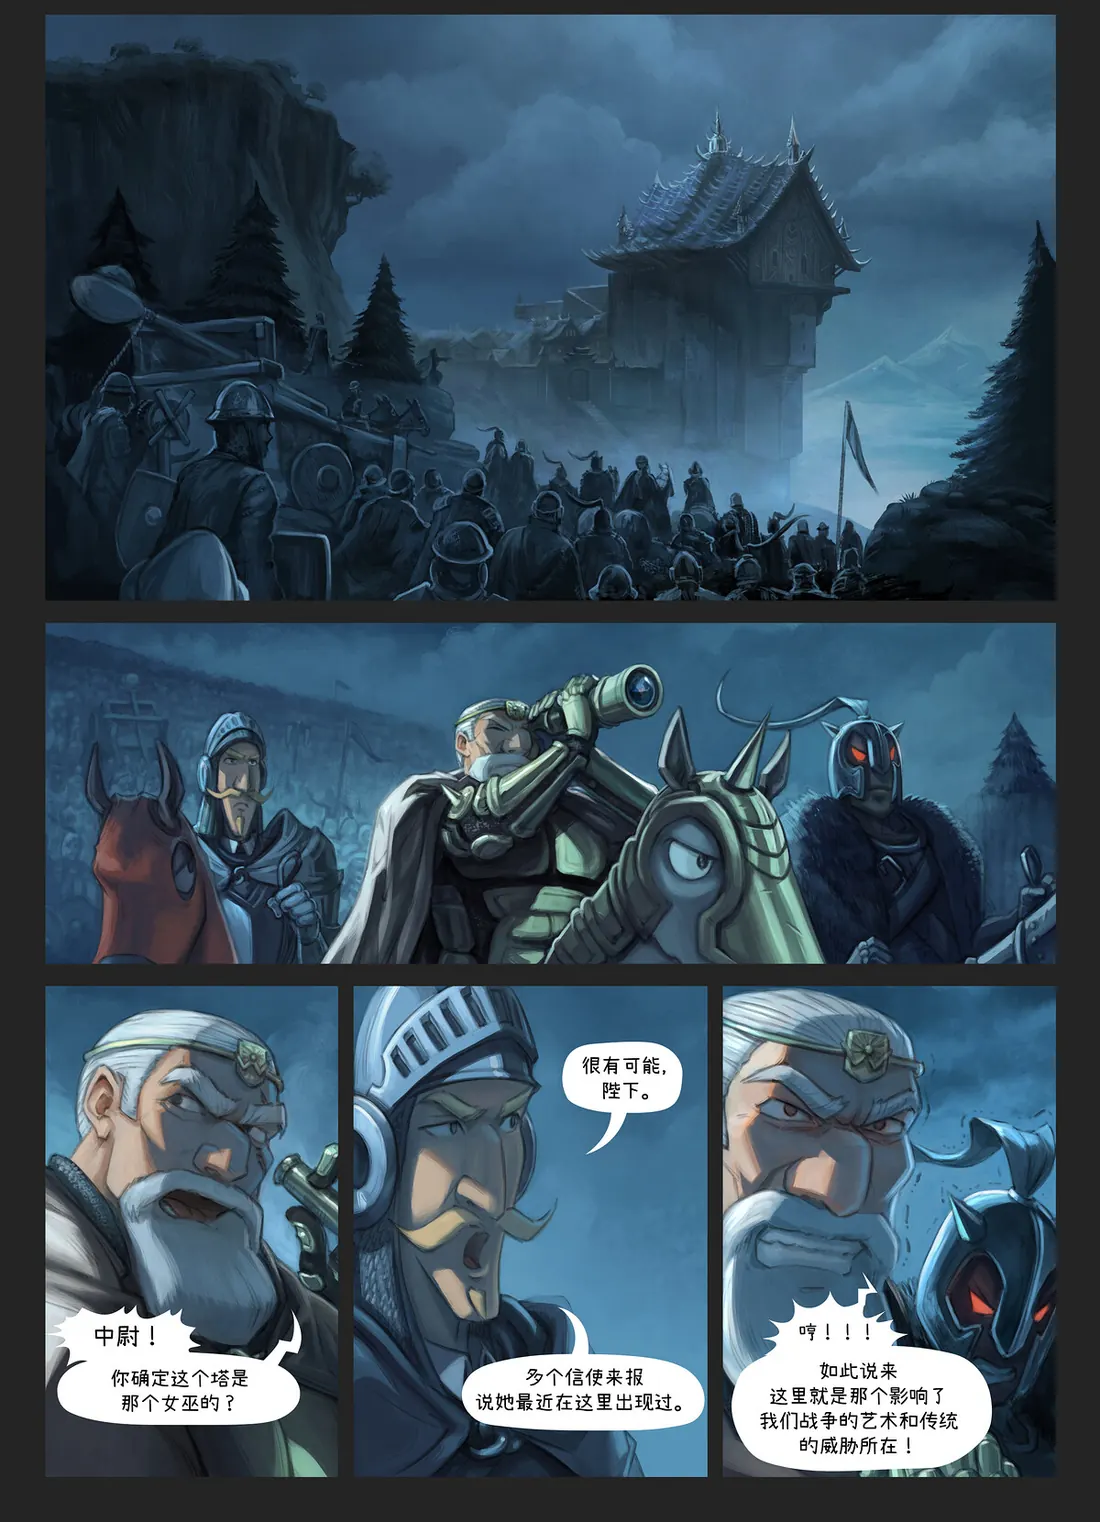 中尉！
你确定这个塔是
那个女巫的？
很有可能，
陛下。
多个信使来报
说她最近在这里出现过。
哼！！！
如此说来
这里就是那个影响了
我们战争的艺术和传统
的威胁所在！